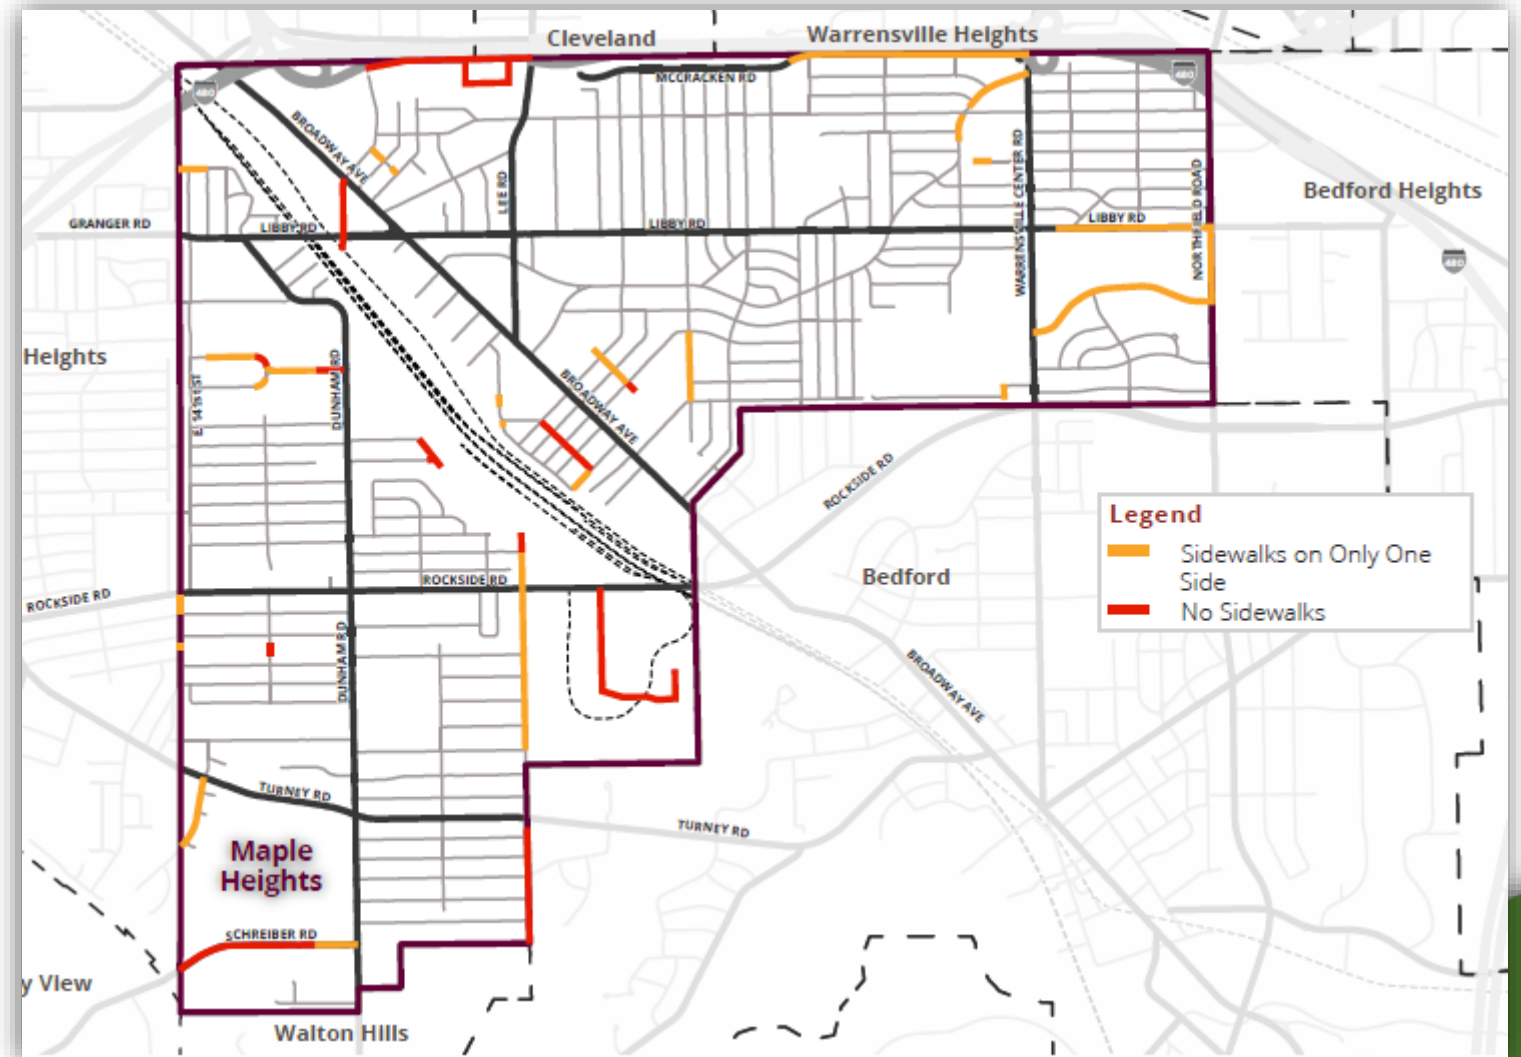 Cleveland
Warrensville Heights
480
MCCRACKEN RD
480
BROADWAY AVE
LEE RD
WARRENSVILLE CENTER RD
NORTHFIELD ROAD
Bedford Heights
GRANGER RD
LIBBY RD
LIBBY RD
LIBBY RD
480
Heights
E 141st ST
DUNHAM RD
BROADWAY AVE
ROCKSIDE RD
Legend
Sidewalks on Only One
Side
No Sidewalks
ROCKSIDE RD
ROCKSIDE RD
Bedford
DUNHAM RD
BROADWAY AVE
TURNEY RD
TURNEY RD
Maple
Heights
SCHREIBER RD
y View
Walton Hills